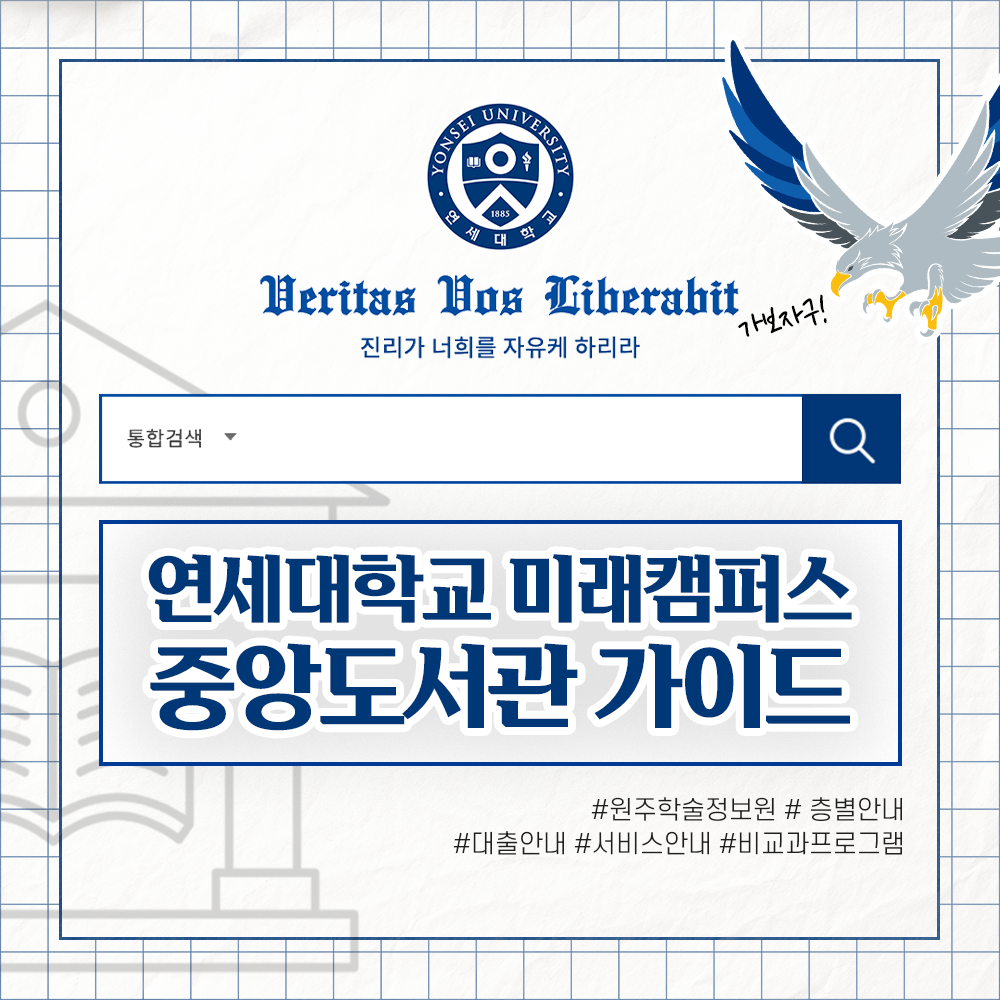 YONSEI UNIVERSITY
1885
연세대학교
Veritas Vos Liberabit
진리가 너희를 자유케 하리라
가보자구!
통합검색
연세대학교 미래캠퍼스
중앙도서관 가이드
#원주학술정보원 # 층별안내
#대출안내 #서비스안내 #비교과프로그램